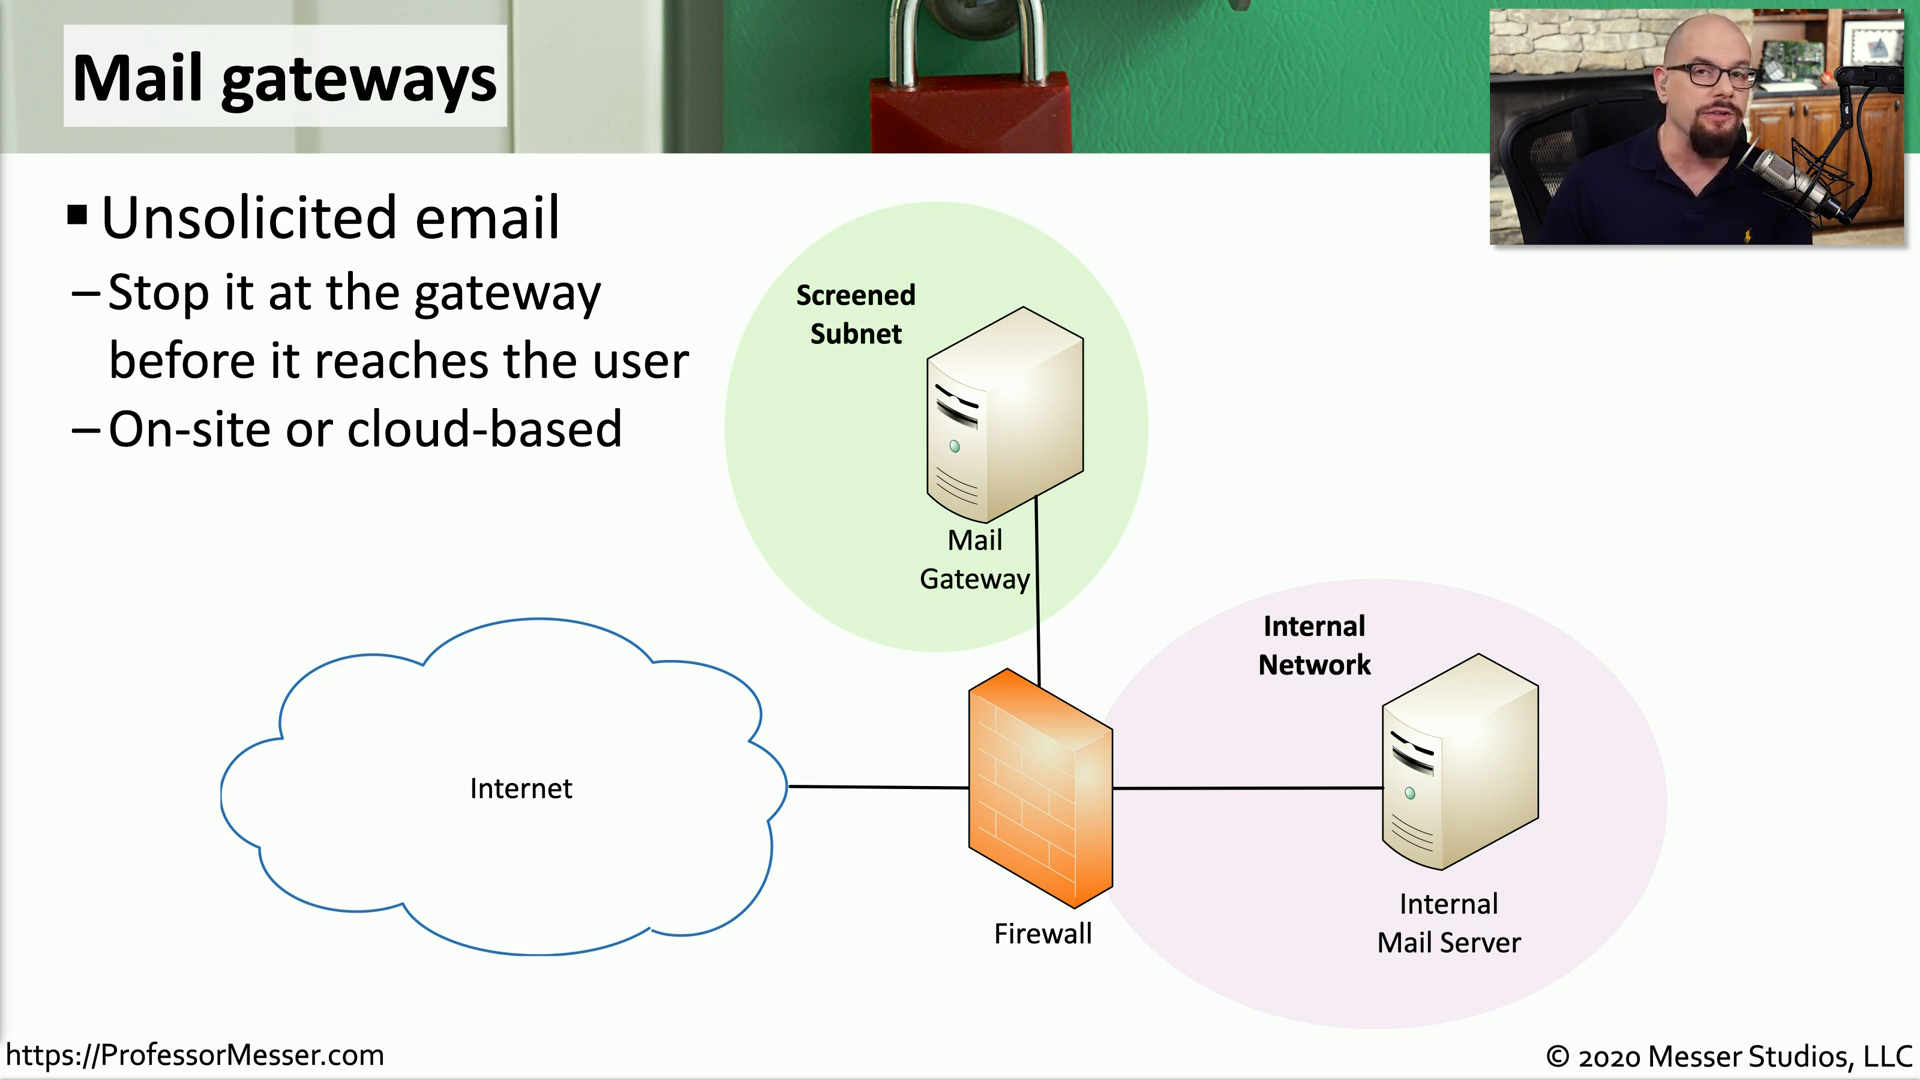 Mail gateways
▪ Unsolicited email
– Stop it at the gateway
before it reaches the user
– On-site or cloud-based
Screened
Subnet
Mail
Gateway
Internal
Network
Internet
Firewall
Internal
Mail Server
https://ProfessorMesser.com
© 2020 Messer Studios, LLC